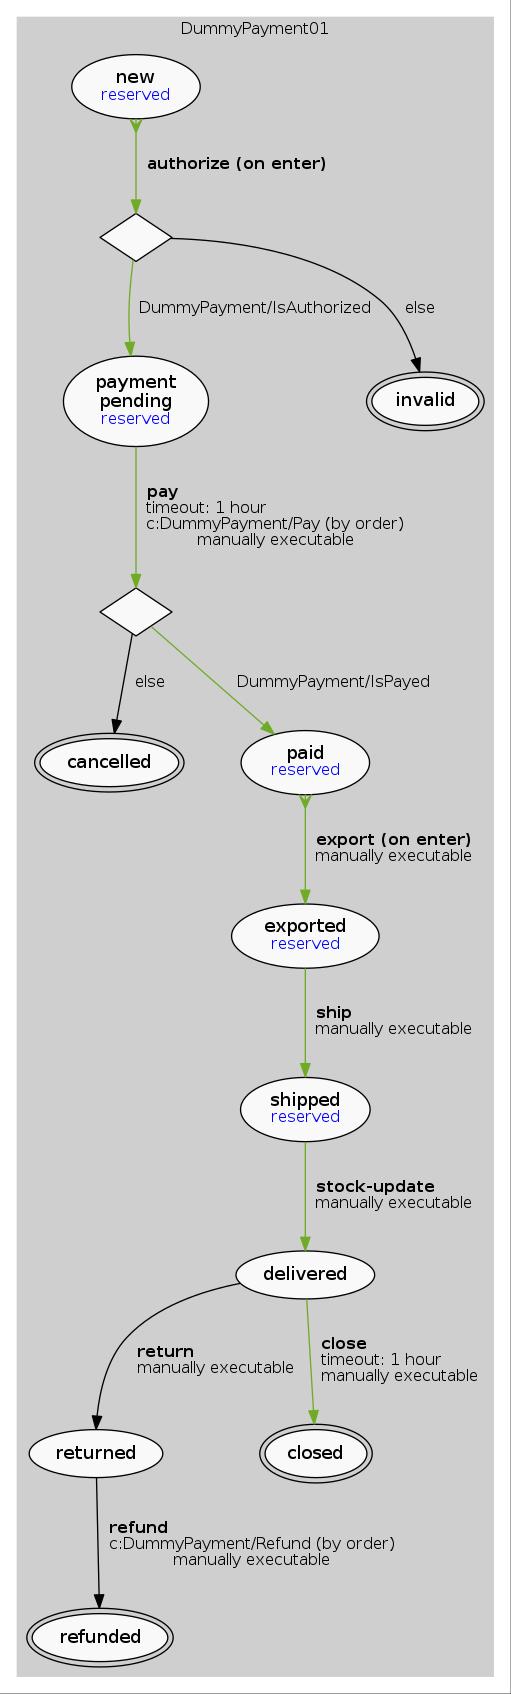 DummyPayment01
new
reserved
authorize (on enter)
DummyPayment/IsAuthorized
else
payment
pending
reserved
invalid
pay
timeout: 1 hour
c:DummyPayment/Pay (by order)
manually executable
else
DummyPayment/IsPayed
cancelled
paid
reserved
export (on enter)
manually executable
exported
reserved
ship
manually executable
shipped
reserved
stock-update
manually executable
delivered
return
manually executable
close
timeout: 1 hour
manually executable
returned
closed
refund
c:DummyPayment/Refund (by order)
manually executable
refunded